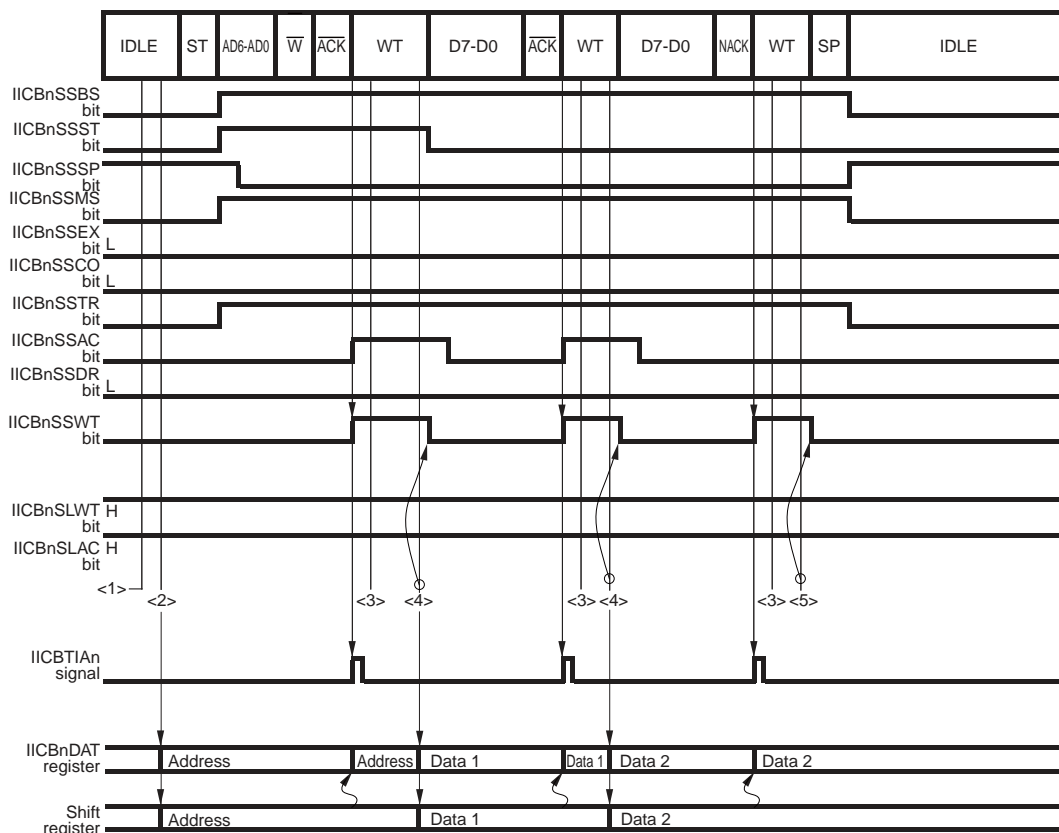 IDLE ST AD6-AD0 W ACK WT D7-D0 ACK WT D7-D0 NACK WT SP IDLE
IICBnSSBS
bit
IICBnSSST
bit
IICBnSSSP
bit
IICBnSSMS
bit
IICBnSSEX
bit L
IICBnSSCO
bit L
IICBnSSTR
bit
IICBnSSAC
bit
IICBnSSDR
bit L
IICBnSSWT
bit
IICBnSLWT H
bit
IICBnSLAC H
bit
<1>
<2> <3> <4> <3> <4> <3> <5>
IICBTIAn
signal
IICBnDAT
register
Address Address Data 1 Data 1 Data 2 Data 2
Shift
register
Address Data 1 Data 2